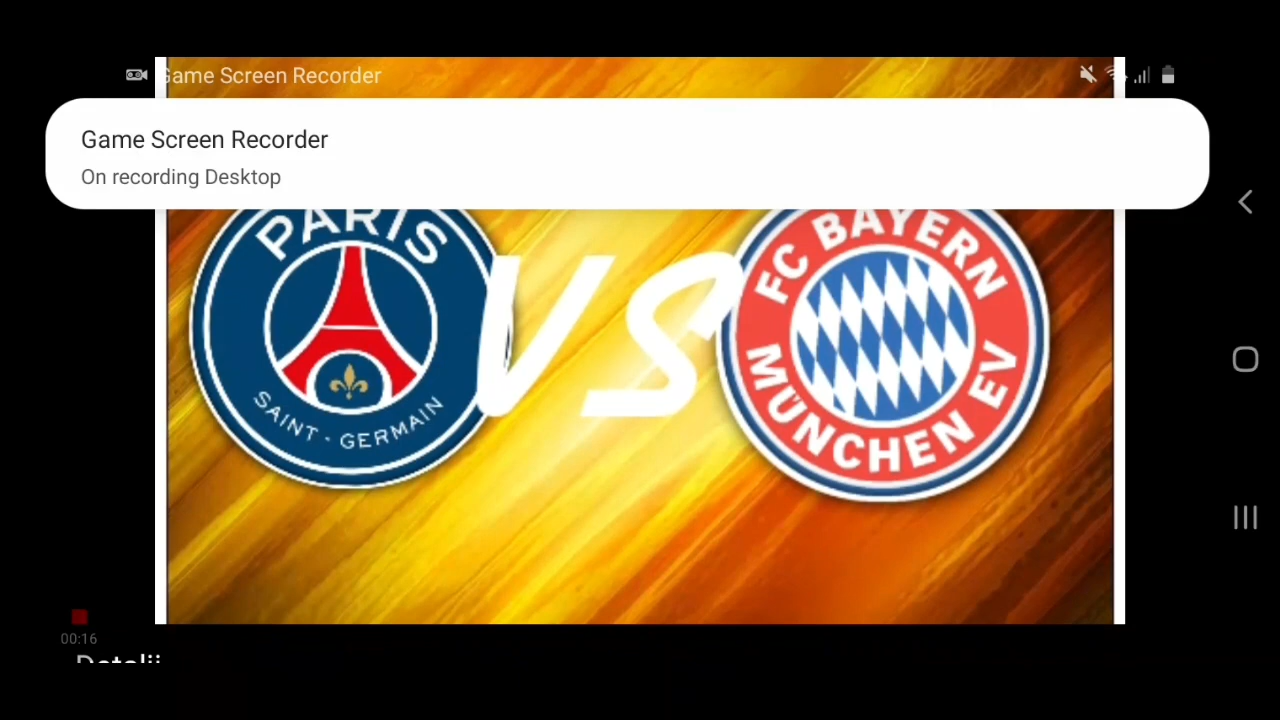 Game Screen Recorder
Game Screen Recorder
On recording Desktop
PARIS
SAINT - GERMAIN
VS
FC BAYERN
MÜNCHEN EV
00:16
Detalii